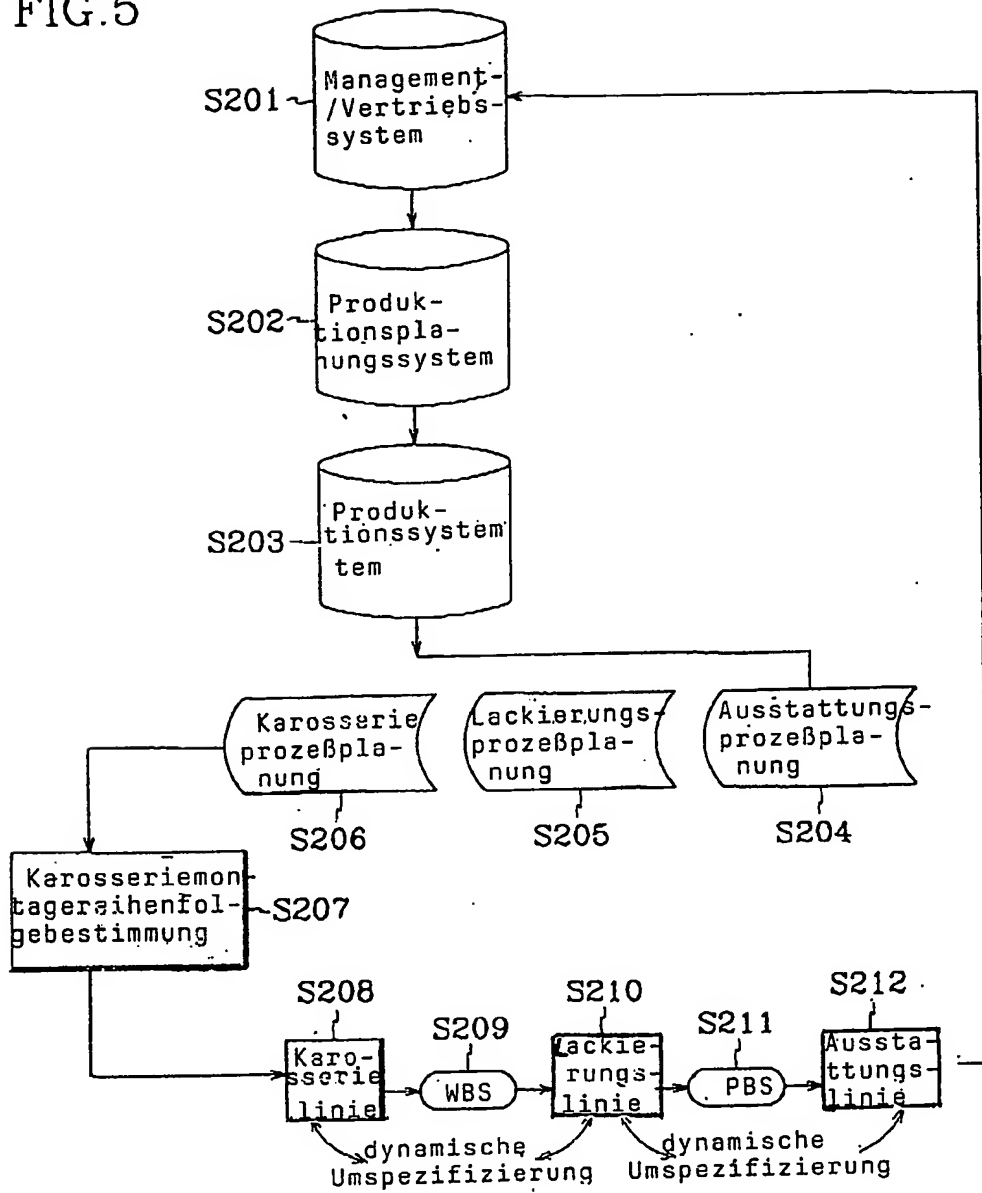 FIG.5
S201
Management-
/Vertriebs-
system
S202
Produk-
tionspla-
nungssystem
S203
Produk-
tionssystem
tem
Karosserie
prozeßpla-
nung
Lackierungs-
prozeßpla-
nung
Ausstattungs-
prozeßpla-
nung
S206
S205
S204
Karosseriemon-
tagereihenfol-
gebestimmung
S207
S208
S209
S210
S211
S212
Karo-
sserie
linie
WBS
Lackie-
rungs-
linie
PBS
Aussta-
ttungs-
linie
dynamische
Umspezifizierung
dynamische
Umspezifizierung